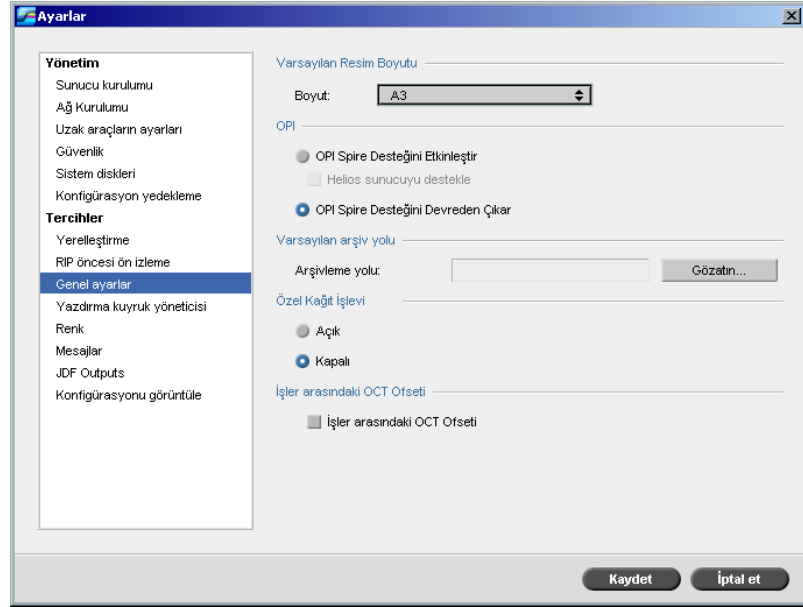 Ayarlar
Yönetim
Sunucu kurulumu
Ağ Kurulumu
Uzak araçların ayarları
Güvenlik
Sistem diskleri
Konfigürasyon yedekleme
Tercihler
Yerelleştirme
RIP öncesi ön izleme
Genel ayarlar
Yazdırma kuyruk yöneticisi
Renk
Mesajlar
JDF Outputs
Konfigürasyonu görüntüle
Varsayılan Resim Boyutu
Boyut: A3
OPI
OPI Spire Desteğini Etkinleştir
Helios sunucuyu destekle
OPI Spire Desteğini Devreden Çıkar
Varsayılan arşiv yolu
Arşivleme yolu: Gözatın...
Özel Kağıt İşlevi
Açık
Kapalı
İşler arasındaki OCT Ofseti
İşler arasındaki OCT Ofseti
Kaydet İptal et